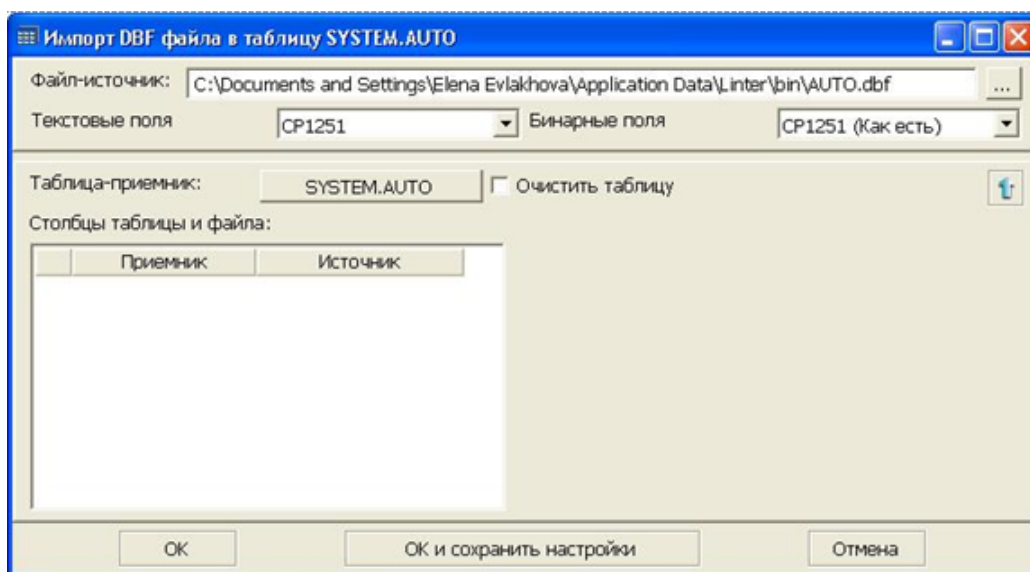 Импорт DBF файла в таблицу SYSTEM.AUTO
Файл-источник: C:\Documents and Settings\Elena Evlakhova\Application Data\Linter\bin\AUTO.dbf ...
Текстовые поля CP1251 Бинарные поля CP1251 (Как есть)
Таблица-приемник: SYSTEM.AUTO Очистить таблицу
Столбцы таблицы и файла:
Приемник Источник
OK OK и сохранить настройки Отмена